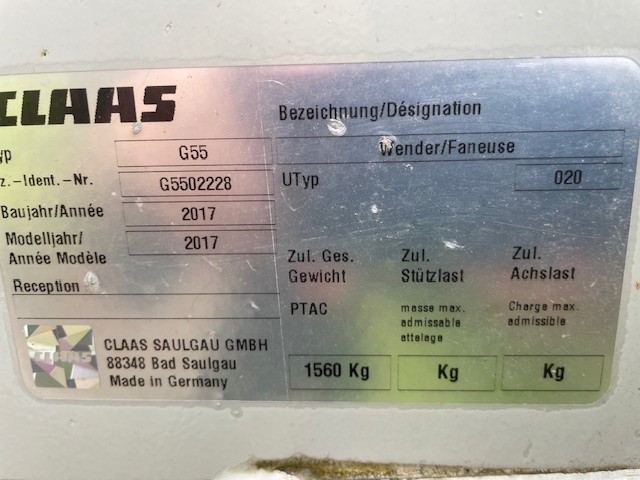 CLAAS
Bezeichnung/Désignation
yp G55 Wender/Faneuse
z.-Ident.-Nr. G5502228 UTyp 020
Baujahr/Année 2017
Modelljahr/
Année Modèle 2017
Zul. Ges.
Gewicht
Zul.
Stützlast
Zul.
Achslast
Reception
PTAC
masse max.
admissable
attelage
Charge max.
admissible
CLAAS
CLAAS SAULGAU GMBH
88348 Bad Saulgau
Made in Germany
1560 Kg Kg Kg